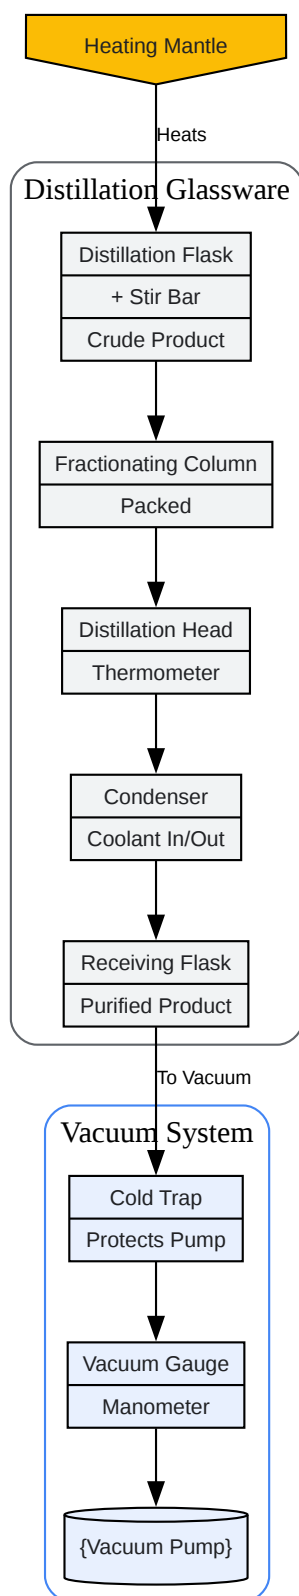 Heating Mantle
Heats
Distillation Glassware
Distillation Flask
+ Stir Bar
Crude Product
Fractionating Column
Packed
Distillation Head
Thermometer
Condenser
Coolant In/Out
Receiving Flask
Purified Product
To Vacuum
Vacuum System
Cold Trap
Protects Pump
Vacuum Gauge
Manometer
{Vacuum Pump}